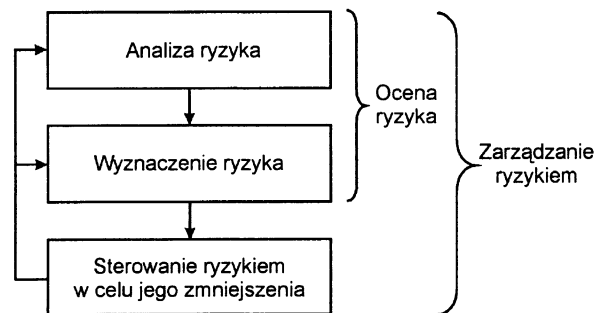 Analiza ryzyka
Ocena
ryzyka
Wyznaczenie ryzyka
Zarządzanie
ryzykiem
Sterowanie ryzykiem
w celu jego zmniejszenia